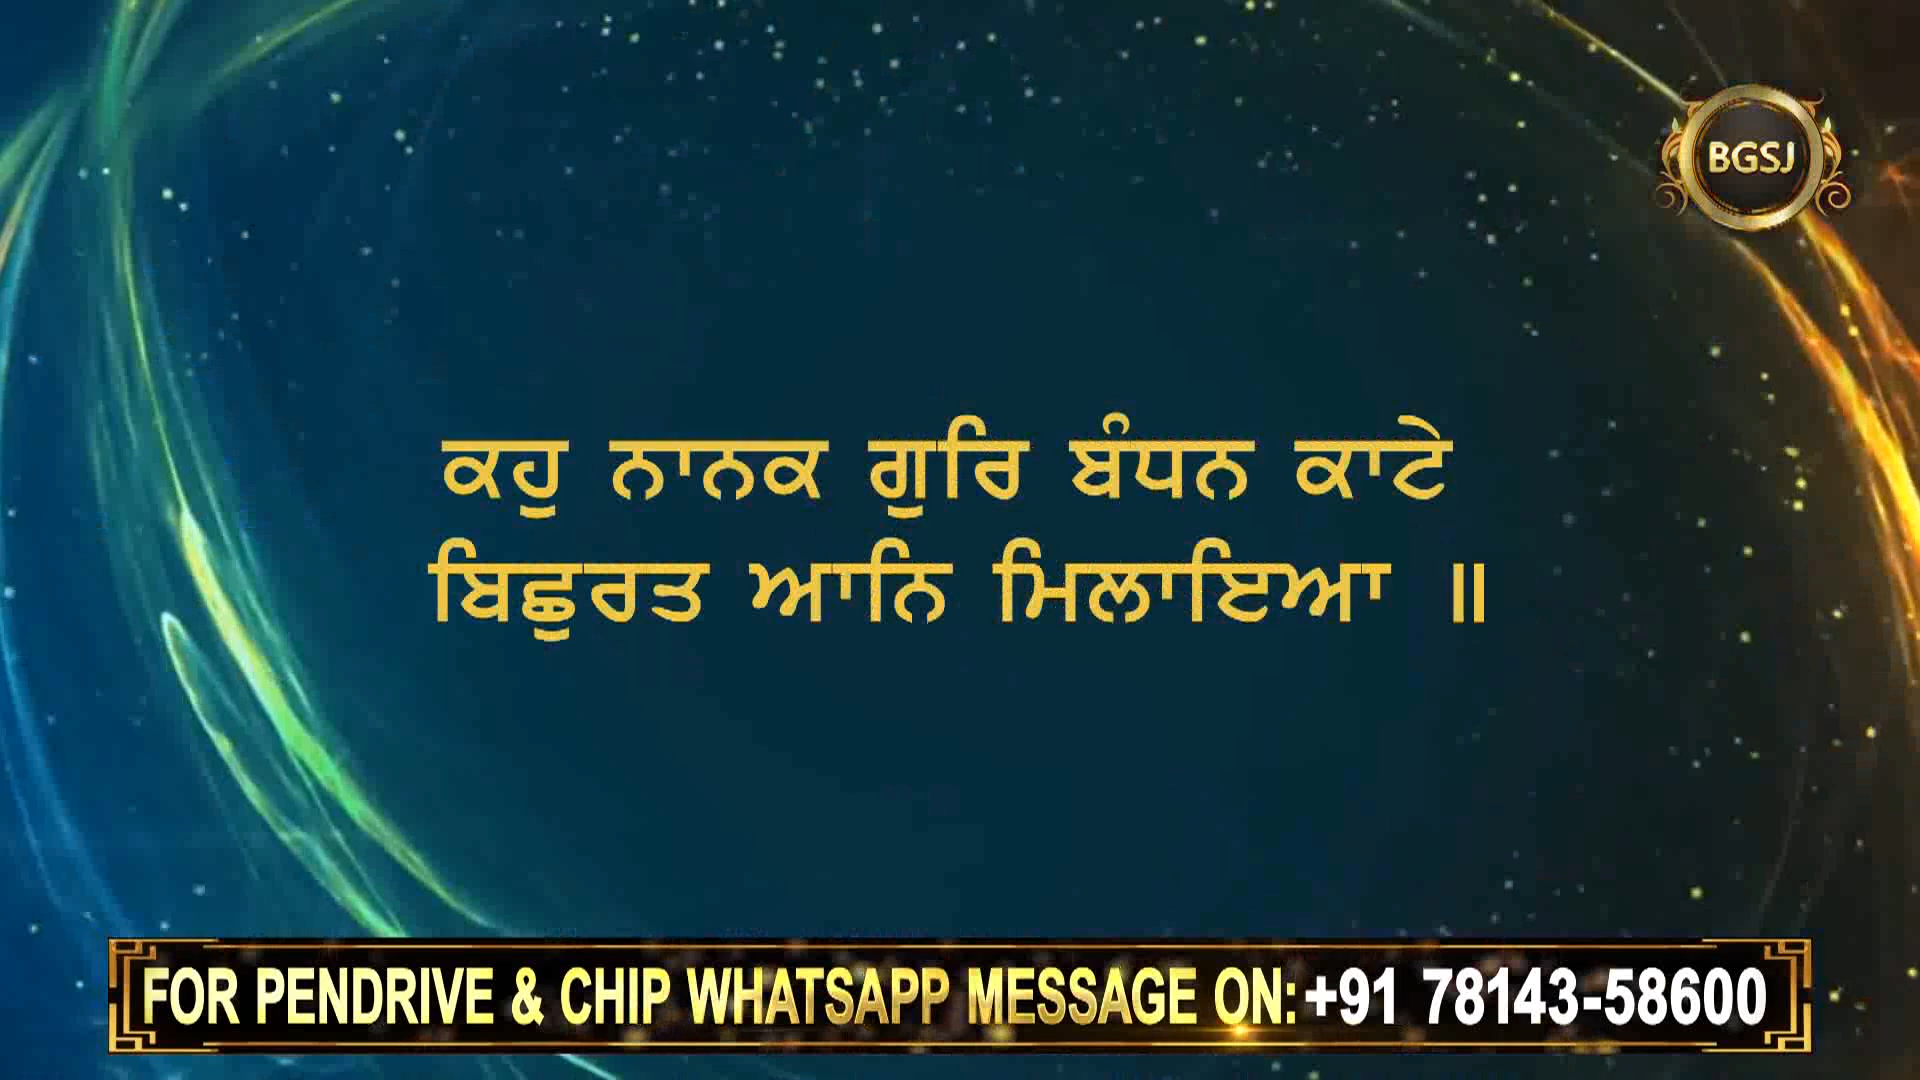 BGSJ
ਕਹੁ ਨਾਨਕ ਗੁਰਿ ਬੰਧਨ ਕਾਟੇ
ਬਿਛੁਰਤ ਆਨਿ ਮਿਲਾਇਆ ॥
FOR PENDRIVE & CHIP WHATSAPP MESSAGE ON:+91 78143-58600